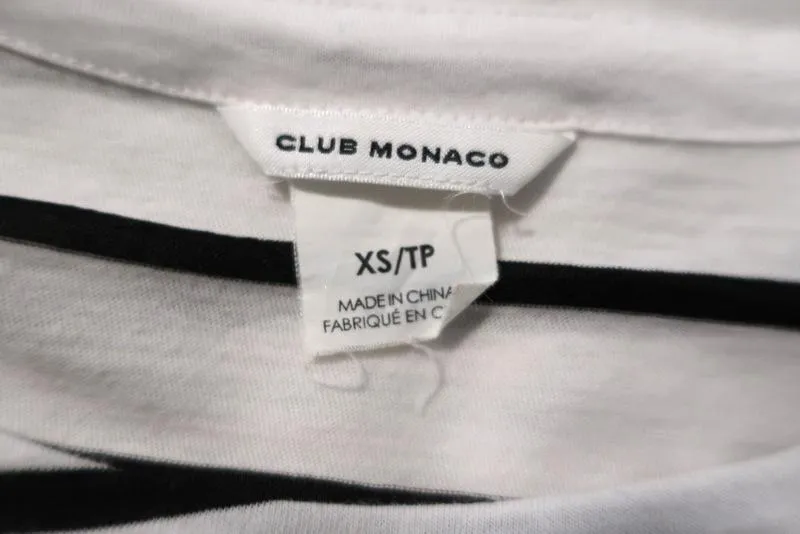 CLUB MONACO
XS/TP
MADE IN CHINA
FABRIQUÉ EN C